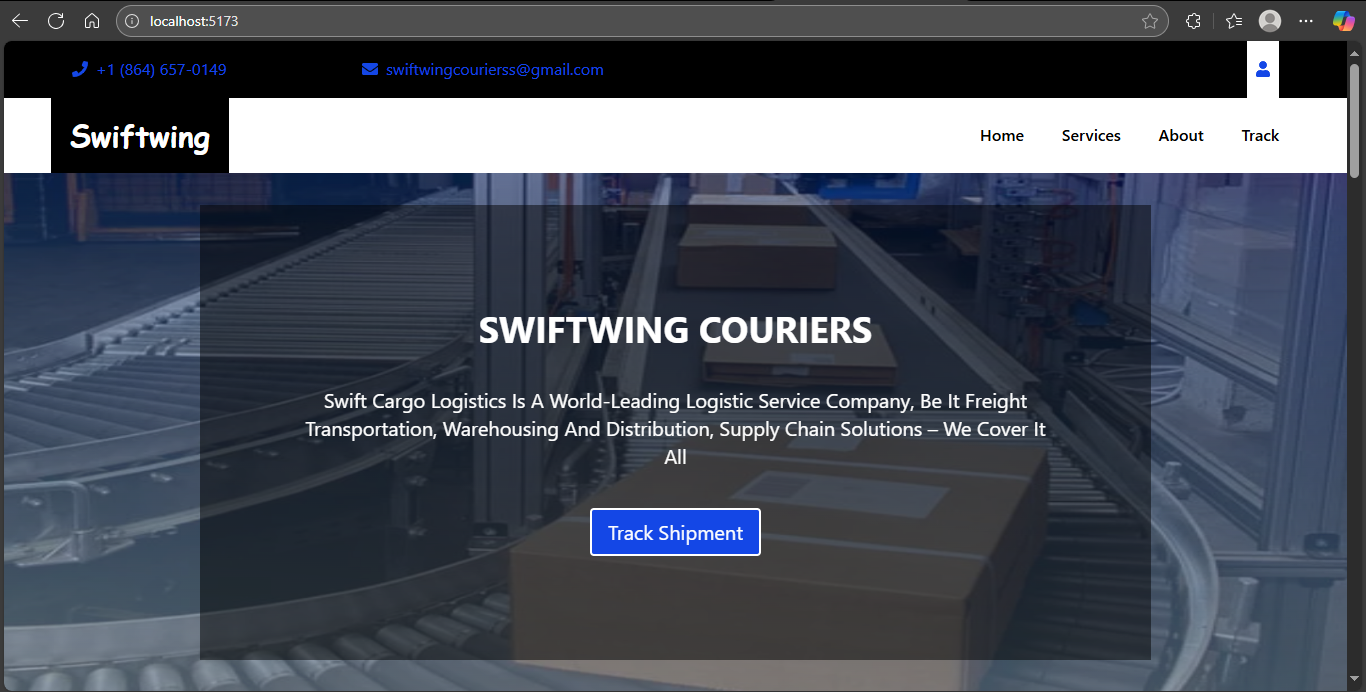 localhost:5173
+1 (864) 657-0149
swiftwingcourierss@gmail.com
Swiftwing
Home
Services
About
Track
SWIFTWING COURIERS
Swift Cargo Logistics Is A World-Leading Logistic Service Company, Be It Freight
Transportation, Warehousing And Distribution, Supply Chain Solutions – We Cover It
All
Track Shipment